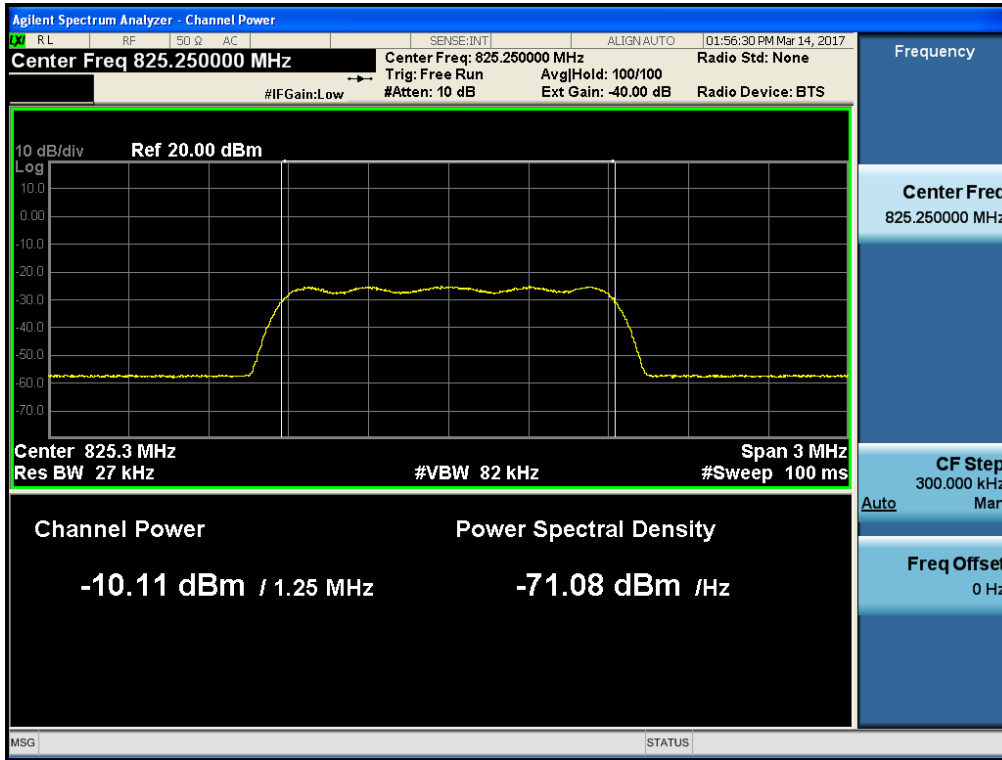 Agilent Spectrum Analyzer - Channel Power
LXI RL RF 50 Ω AC SENSE:INT ALIGN AUTO 01:56:30 PM Mar 14, 2017
Center Freq 825.250000 MHz
Center Freq: 825.250000 MHz
Radio Std: None
Trig: Free Run Avg|Hold: 100/100
#IFGain:Low
#Atten: 10 dB Ext Gain: -40.00 dB Radio Device: BTS
10 dB/div Ref 20.00 dBm
Log
10.0
0.00
-10.0
-20.0
-30.0
-40.0
-50.0
-60.0
-70.0
Center 825.3 MHz Span 3 MHz
Res BW 27 kHz #VBW 82 kHz #Sweep 100 ms
Channel Power Power Spectral Density
-10.11 dBm / 1.25 MHz -71.08 dBm /Hz
Frequency
Center Freq
825.250000 MHz
CF Step
300.000 kHz
Auto Man
Freq Offset
0 Hz
MSG STATUS